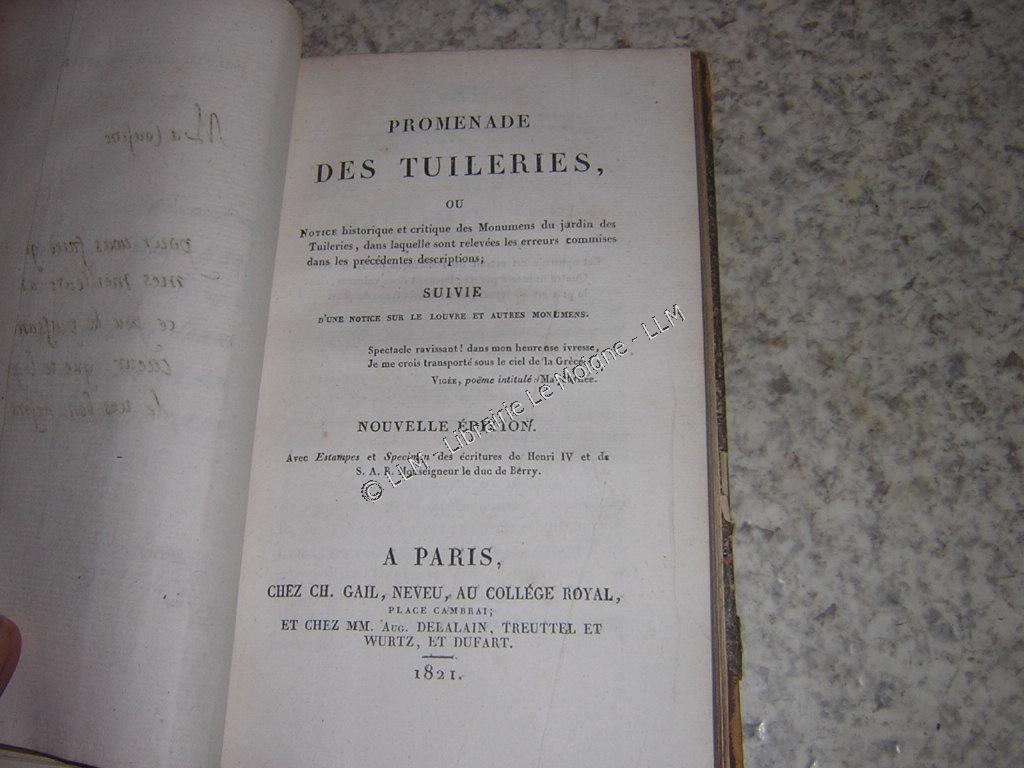 PROMENADE
DES TUILERIES,
OU
NOTICE historique et critique des Monumens du jardin des
Tuileries, dans laquelle sont relevées les erreurs commises
dans les précédentes descriptions;
SUIVIE
D'UNE NOTICE SUR LE LOUVRE ET AUTRES MONUMENS.
Spectacle ravissant! dans mon heureuse ivresse,
Je me crois transporté sous le ciel de la Grèce.
VIGÉE, poëme intitulé
NOUVELLE ÉDITION.
Avec Estampes et Specimen des écritures de Henri IV et de
S. A. R. Monseigneur le duc de Berry.
A PARIS,
CHEZ CH. GAIL, NEVEU, AU COLLÉGE ROYAL,
PLACE CAMBRAI;
ET CHEZ MM. AUG. DELALAIN, TREUTTEL ET
WURTZ, ET DUFART.
1821.
© LLM - Librairie Le Moigne - LLM